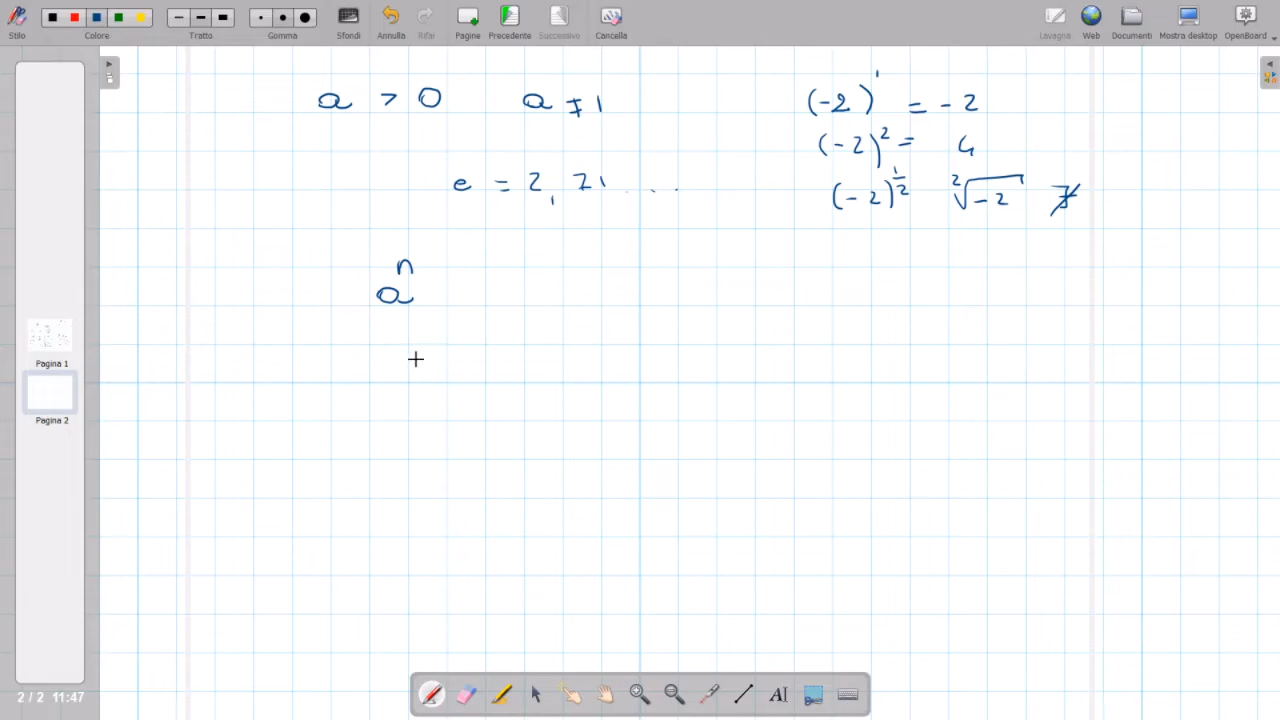 Stilo Colore Tratto Gomma Sfondi Annulla Rifar Pagine Precedente Successivo Cancella Lavagna Web Documenti Mostra desktop OpenBoard
a > 0 a ≠ 1 (-2)¹ = -2
(-2)² = 4
e = 2,71... (-2)^½ ²√-2 ∄
aⁿ
Pagina 1
Pagina 2
2 / 2 11:47
AI